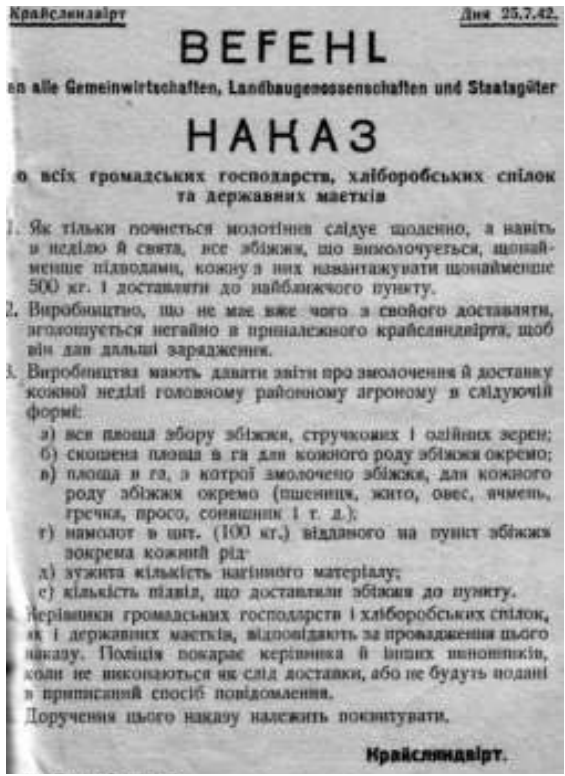 Крайсляндвірт Дня 25.7.42.
BEFEHL
en alle Gemeinwirtschaften, Landbaugenossenschaften und Staatsgüter
НАКАЗ
о всіх громадських господарств, хліборобських спілок
та державних маєтків
1. Як тільки почнеться молотіння слідує щоденно, а навіть
в неділю й свята, все збіжжя, що вимолочується, щонай-
менше підводами, кожну з них навантажувати щонайменше
500 кг. і доставляти до найближчого пункту.
2. Виробництво, що не має вже чого з свойого доставляти,
зголошується негайно в приналежного крайсляндвірта, щоб
він дав дальші зарядження.
3. Виробництва мають давати звіти про змолочення й доставку
кожної неділі головному районному агроному в слідуючій
формі:
а) вся площа збору збіжжя, стручкових і олійних зерен;
б) скошена площа в га для кожного роду збіжжя окремо;
в) площа в га, з котрої змолочено збіжжя, для кожного
роду збіжжя окремо (пшениця, жито, овес, ячмень,
гречка, просо, соняшник і т. д.);
г) намолот в цнт. (100 кг.) відданого на пункт збіжжя
зокрема кожний рід·
д) зужита кількість нагінного матеріалу;
е) кількість підвід, що доставляли збіжжя до пункту.
Керівники громадських господарств і хліборобських спілок,
як і державних маєтків, відповідають за провадження цього
наказу. Поліція покарає керівника й інших виновників,
коли не виконаються як слід доставки, або не будуть подані
в приписаний спосіб повідомлення.
Доручення цього наказу належить поквитувати.
Крайсляндвірт.